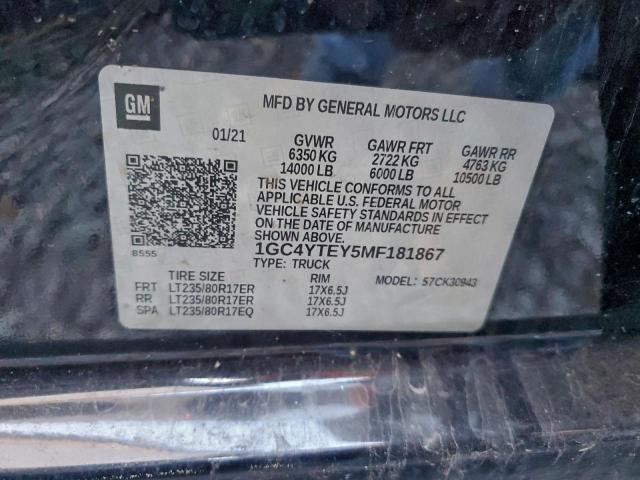 GM
MFD BY GENERAL MOTORS LLC
01/21
GVWR GAWR FRT GAWR RR
6350 KG 2722 KG 4763 KG
14000 LB 6000 LB 10500 LB
THIS VEHICLE CONFORMS TO ALL
APPLICABLE U.S. FEDERAL MOTOR
VEHICLE SAFETY STANDARDS IN EFFECT
ON THE DATE OF MANUFACTURE
SHOWN ABOVE.
8555
1GC4YTEY5MF181867
TYPE: TRUCK
MODEL: 57CK30943
TIRE SIZE RIM
FRT LT235/80R17ER 17X6.5J
RR LT235/80R17ER 17X6.5J
SPA LT235/80R17EQ 17X6.5J